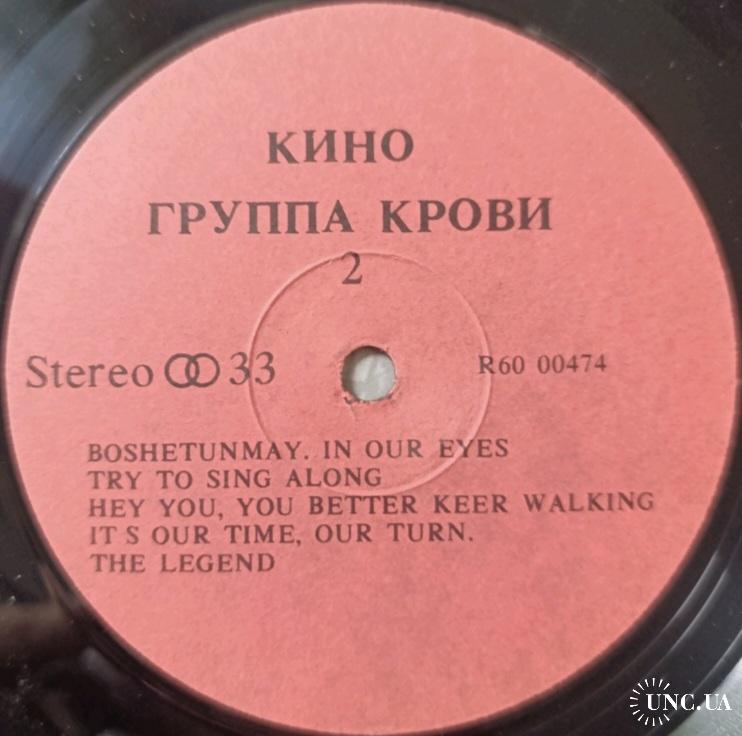 КИНО
ГРУППА КРОВИ
2
Stereo 33
R60 00474
BOSHETUNMAY. IN OUR EYES
TRY TO SING ALONG
HEY YOU, YOU BETTER KEER WALKING
IT S OUR TIME, OUR TURN.
THE LEGEND
UNC.UA